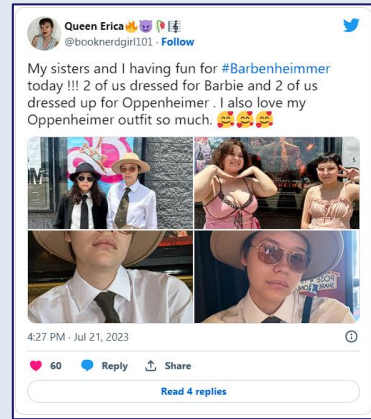 Queen Erica🔥😈🥀🎼
@booknerdgirl101 · Follow
My sisters and I having fun for #Barbenheimmer
today !!! 2 of us dressed for Barbie and 2 of us
dressed up for Oppenheimer . I also love my
Oppenheimer outfit so much. 🥰🥰🥰
4:27 PM · Jul 21, 2023
60 Reply Share
Read 4 replies